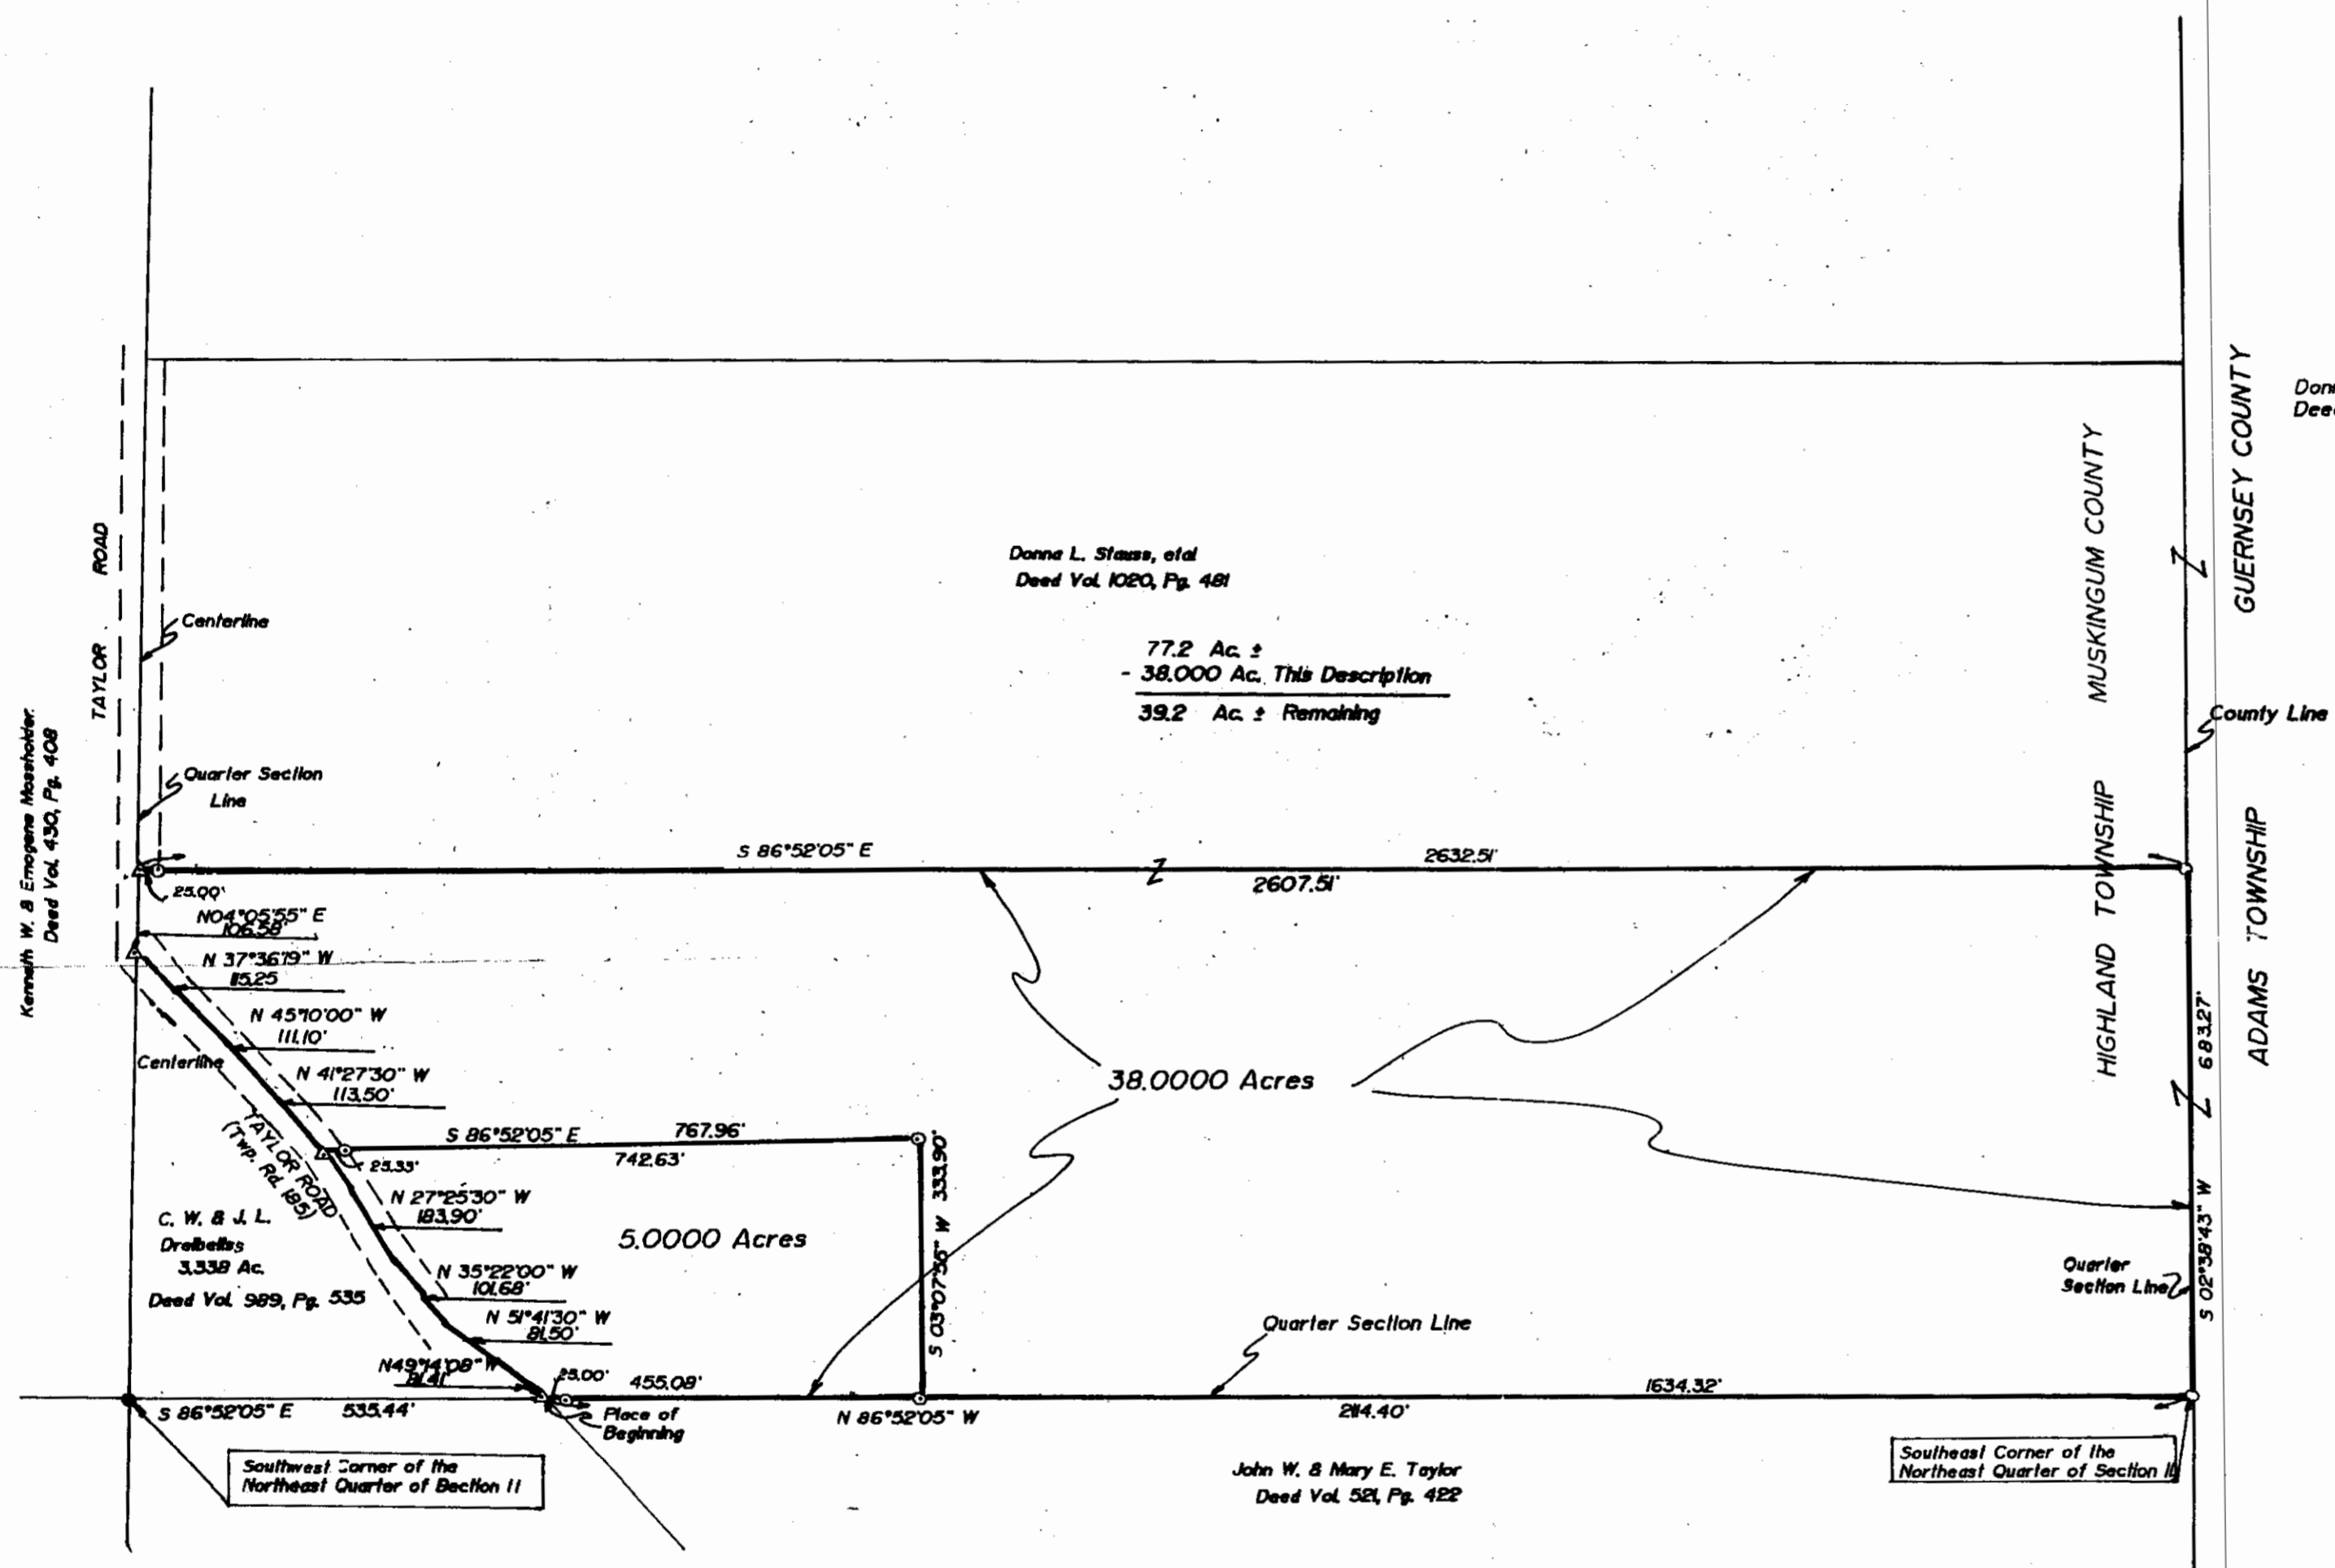 Donna L. Stauss, etal
Deed Vol. 1020, Pg. 481
77.2 Ac. ±
- 38.000 Ac. This Description
39.2 Ac. ± Remaining
TAYLOR ROAD
Centerline
Quarter Section
Line
Kenneth W. & Emogene Mossholder.
Deed Vol. 430, Pg. 408
MUSKINGUM COUNTY
GUERNSEY COUNTY
County Line
HIGHLAND TOWNSHIP
ADAMS TOWNSHIP
S 86°52'05" E
2632.51'
2607.51'
25.00'
N04°05'55" E
106.58'
N 37°36'19" W
115.25
N 45°10'00" W
111.10'
Centerline
N 41°27'30" W
113.50'
38.0000 Acres
683.27'
S 02°38'43" W
S 86°52'05" E
767.96'
742.63'
25.33'
TAYLOR ROAD
(Twp. Rd. 185)
N 27°25'30" W
183.90'
S 03°07'55" W 333.90'
5.0000 Acres
C. W. & J. L.
3.338 Ac.
Deed Vol. 989, Pg. 535
N 35°22'00" W
101.68'
N 51°41'30" W
81.50'
N49°14'08" W
25.00'
455.08'
Quarter Section Line
Quarter
Section Line
1634.32'
S 86°52'05" E
535.44'
Place of
Beginning
N 86°52'05" W
2114.40'
Southwest Corner of the
Northeast Quarter of Section 11
John W. & Mary E. Taylor
Deed Vol. 521, Pg. 422
Southeast Corner of the
Northeast Quarter of Section 11